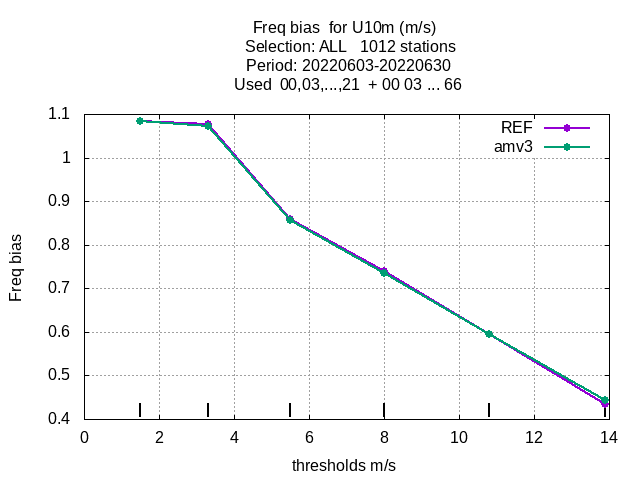 Freq bias  for U10m (m/s)
Selection: ALL   1012 stations
Period: 20220603-20220630
Used  00,03,...,21  + 00 03 ... 66
1.1
1
0.9
0.8
0.7
0.6
0.5
0.4
Freq bias
REF
amv3
0 2 4 6 8 10 12 14
thresholds m/s